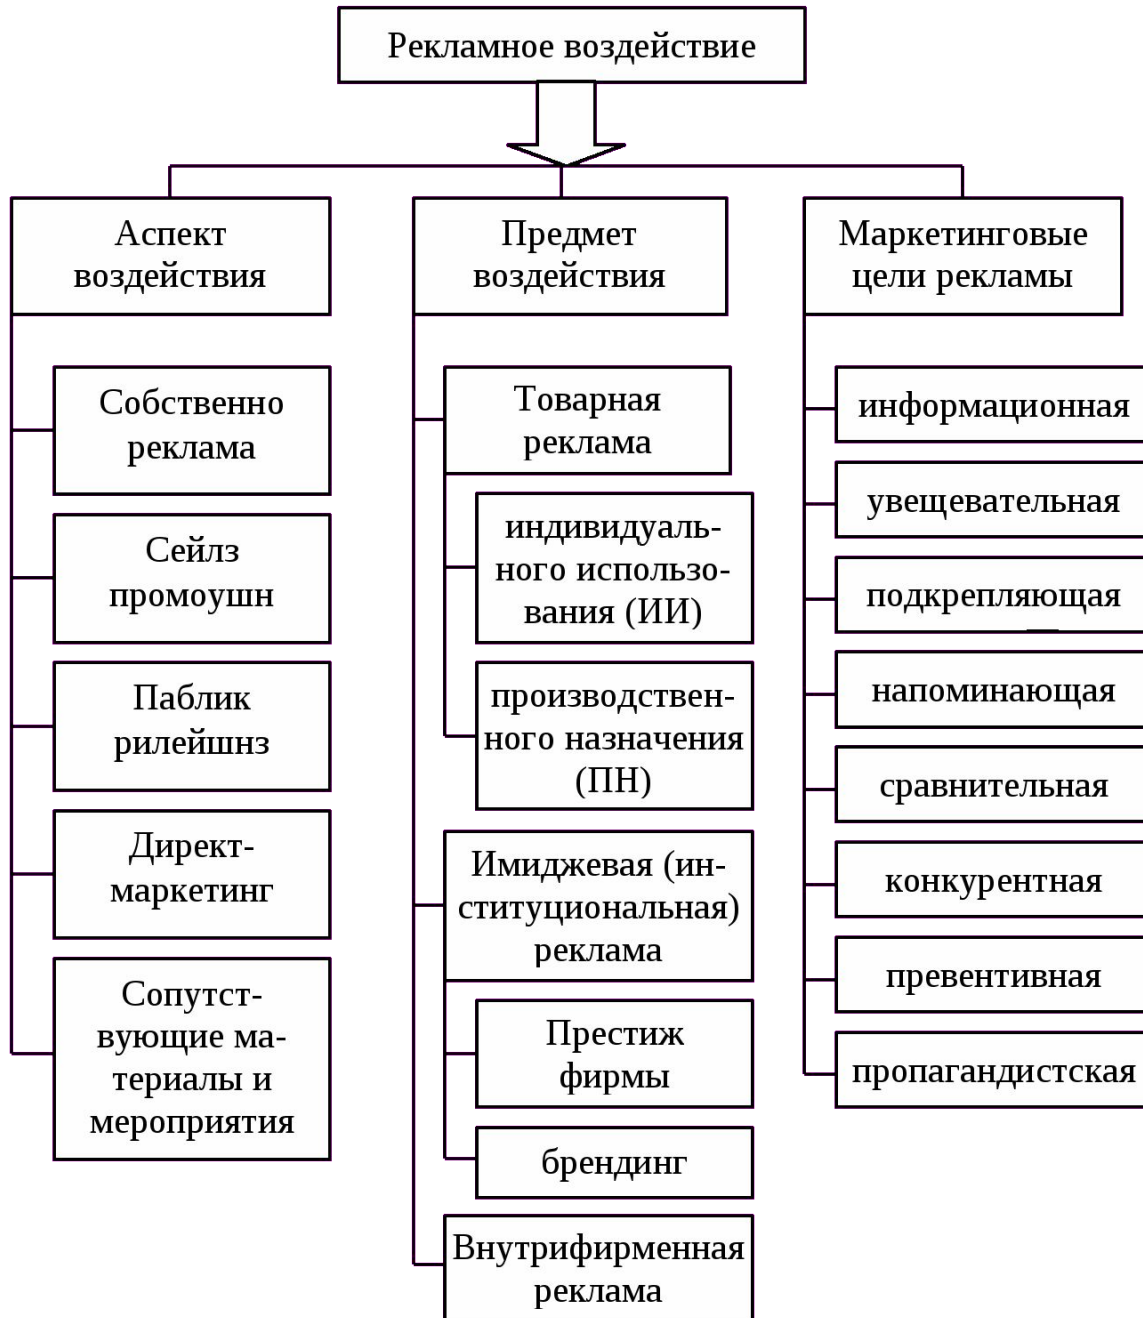 Рекламное воздействие
Аспект
воздействия
Собственно
реклама
Сейлз
промоушн
Паблик
рилейшнз
Директ-
маркетинг
Сопутст-
вующие ма-
териалы и
мероприятия
Предмет
воздействия
Товарная
реклама
индивидуаль-
ного использо-
вания (ИИ)
производствен-
ного назначения
(ПН)
Имиджевая (ин-
ституциональная)
реклама
Престиж
фирмы
брендинг
Внутрифирменная
реклама
Маркетинговые
цели рекламы
информационная
увещевательная
подкрепляющая
напоминающая
сравнительная
конкурентная
превентивная
пропагандистская